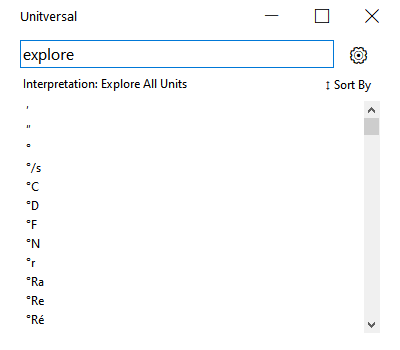 Unitversal
explore
Interpretation: Explore All Units
↕ Sort By
′
″
°
°/s
°C
°D
°F
°N
°r
°Ra
°Re
°Ré